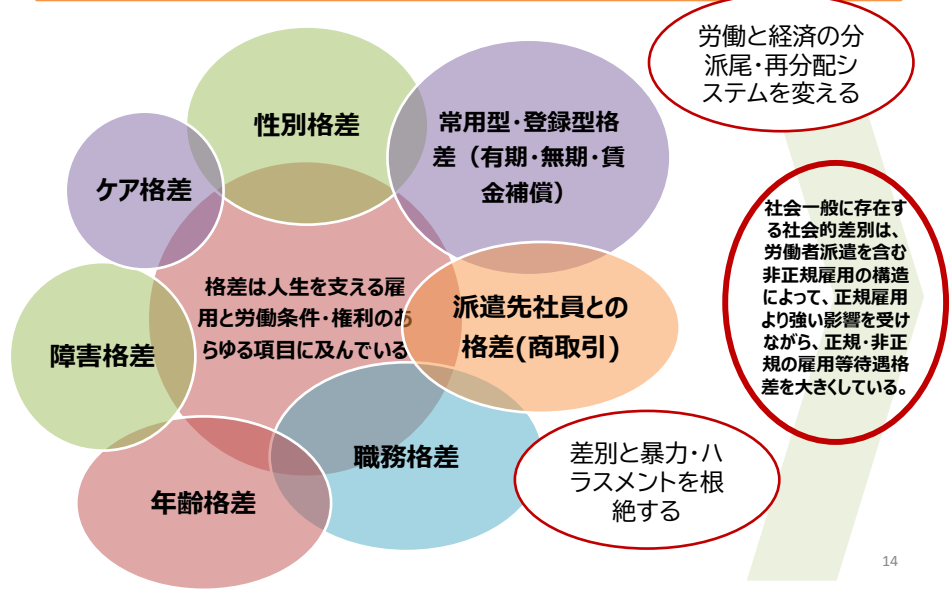 労働と経済の分
派尾・再分配シ
ステムを変える
性別格差
常用型・登録型格
差（有期・無期・賃
金補償）
ケア格差
社会一般に存在す
る社会的差別は、
労働者派遣を含む
非正規雇用の構造
によって、正規雇用
より強い影響を受け
ながら、正規・非正
規の雇用等待遇格
差を大きくしている。
格差は人生を支える雇
用と労働条件・権利のあ
らゆる項目に及んでいる
派遣先社員との
格差(商取引)
障害格差
職務格差
差別と暴力・ハ
ラスメントを根
絶する
年齢格差
14